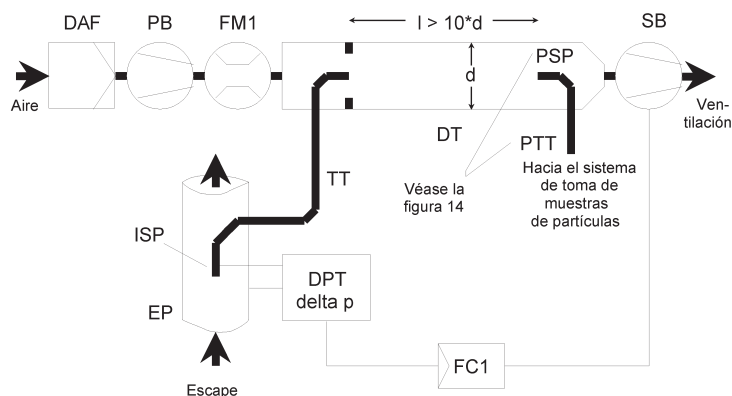 DAF
PB
FM1
l > 10*d
SB
PSP
d
Aire
Ven-
tilación
DT
PTT
TT
Véase la
figura 14
Hacia el sistema
de toma de
muestras
de partículas
ISP
DPT
delta p
EP
FC1
Escape